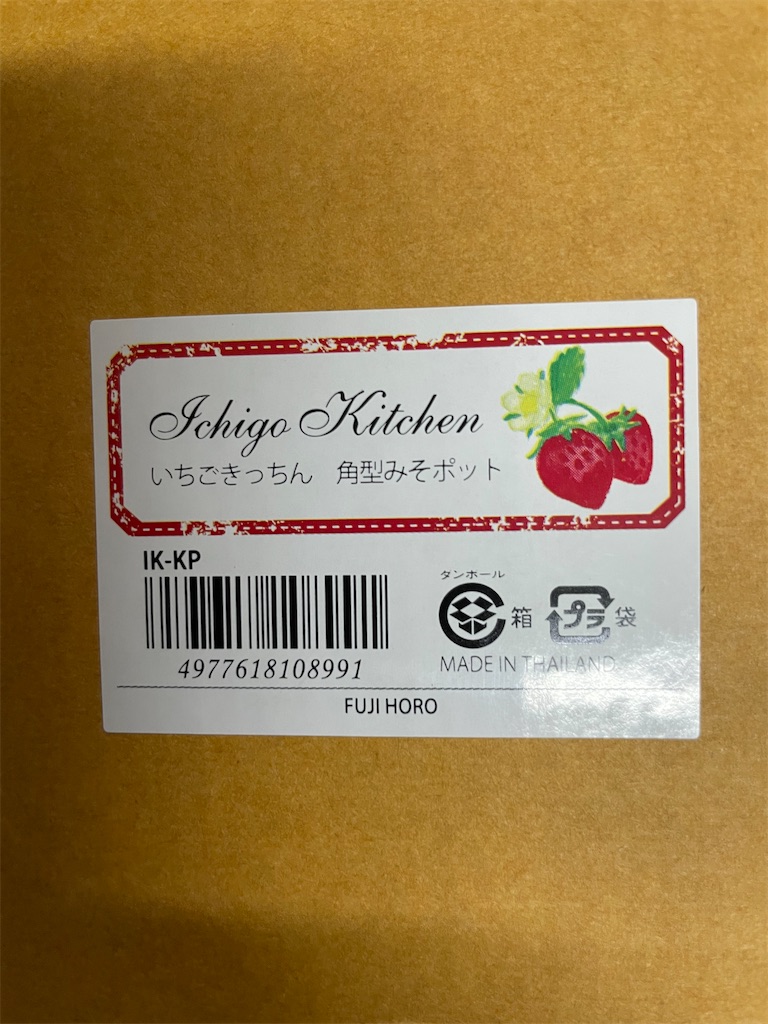 Ichigo Kitchen
いちごきっちん　角型みそポット
IK-KP
4977618108991
ダンボール
箱
プラ
袋
MADE IN THAILAND
FUJI HORO